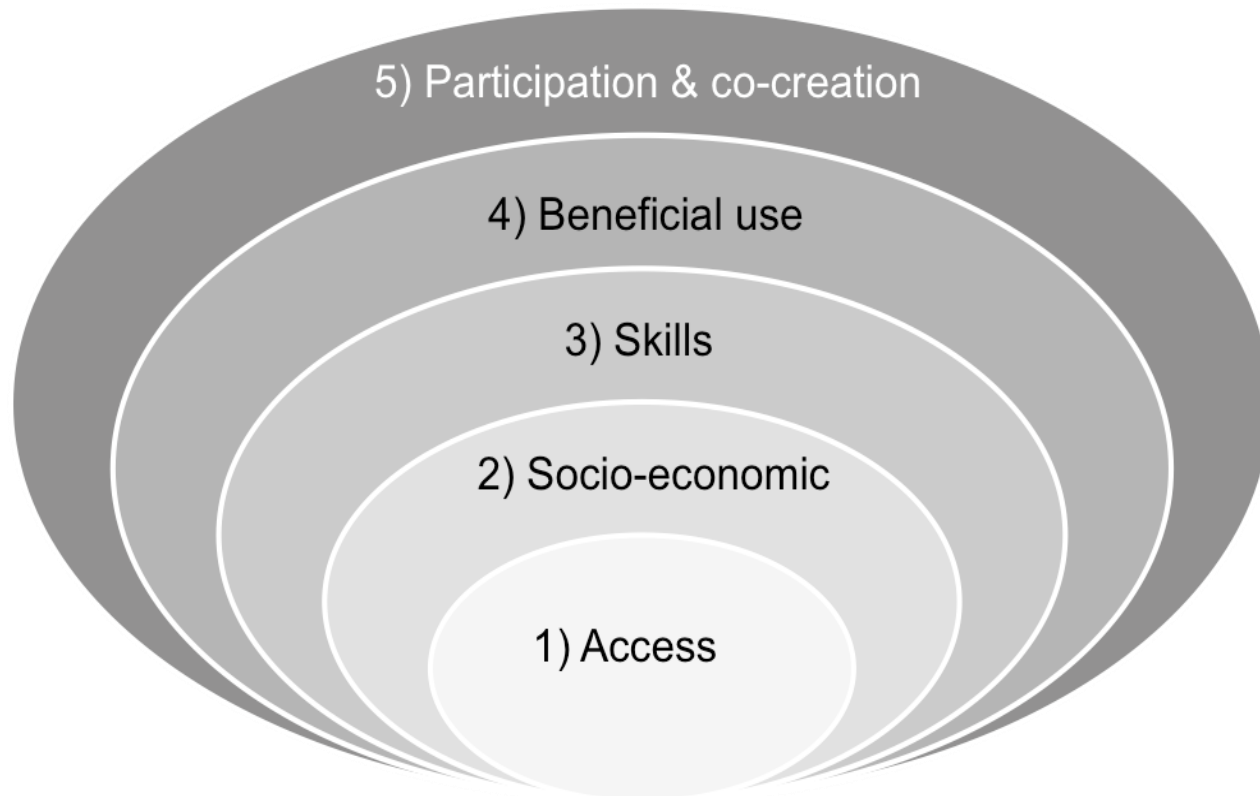 5) Participation & co-creation
4) Beneficial use
3) Skills
2) Socio-economic
1) Access